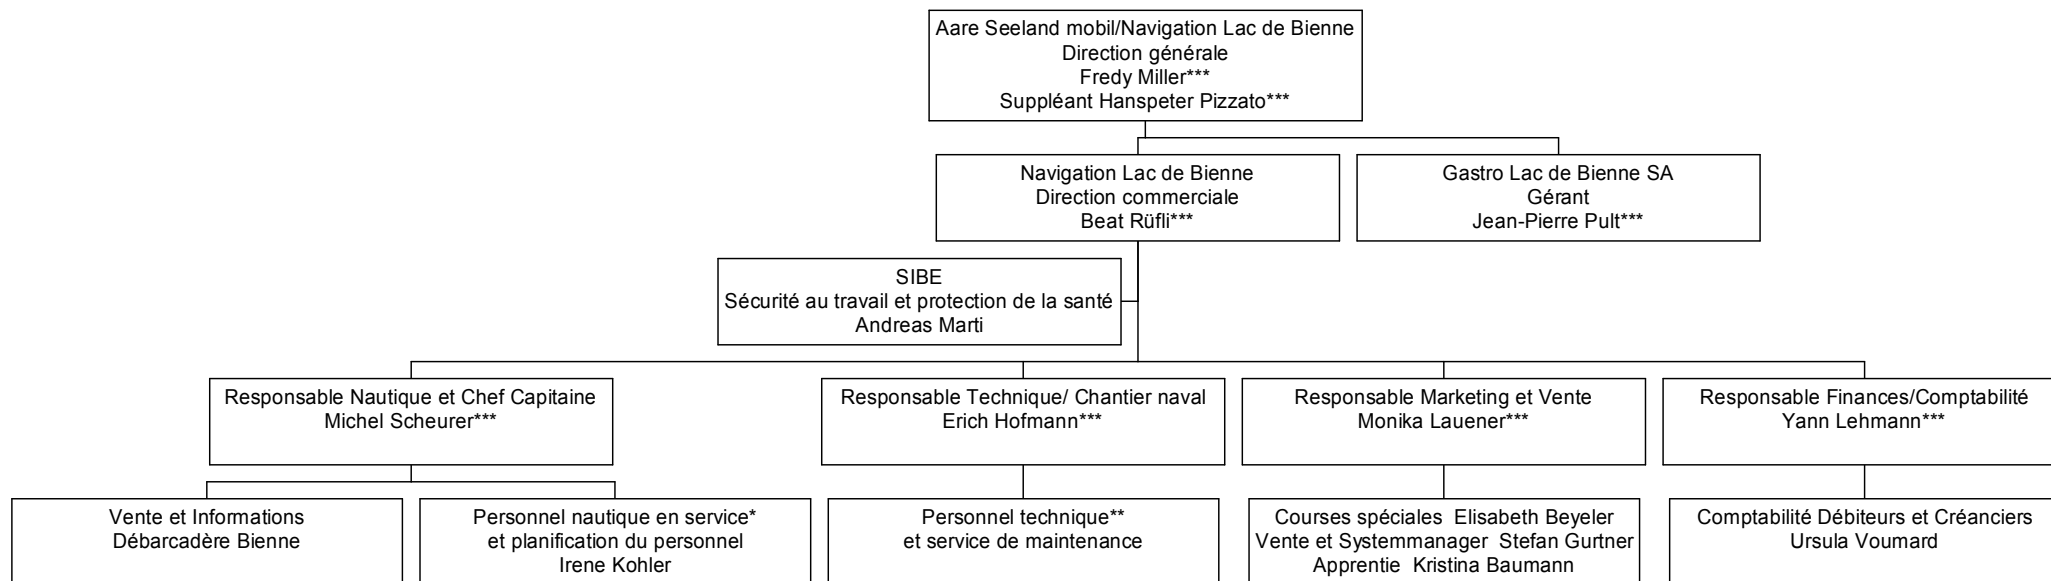 Aare Seeland mobil/Navigation Lac de Bienne
Direction générale
Fredy Miller***
Suppléant Hanspeter Pizzato***
Navigation Lac de Bienne
Direction commerciale
Beat Rüfli***
Gastro Lac de Bienne SA
Gérant
Jean-Pierre Pult***
SIBE
Sécurité au travail et protection de la santé
Andreas Marti
Responsable Nautique et Chef Capitaine
Michel Scheurer***
Responsable Technique/ Chantier naval
Erich Hofmann***
Responsable Marketing et Vente
Monika Lauener***
Responsable Finances/Comptabilité
Yann Lehmann***
Vente et Informations
Débarcadère Bienne
Personnel nautique en service*
et planification du personnel
Irene Kohler
Personnel technique**
et service de maintenance
Courses spéciales Elisabeth Beyeler
Vente et Systemmanager Stefan Gurtner
Apprentie Kristina Baumann
Comptabilité Débiteurs et Créanciers
Ursula Voumard